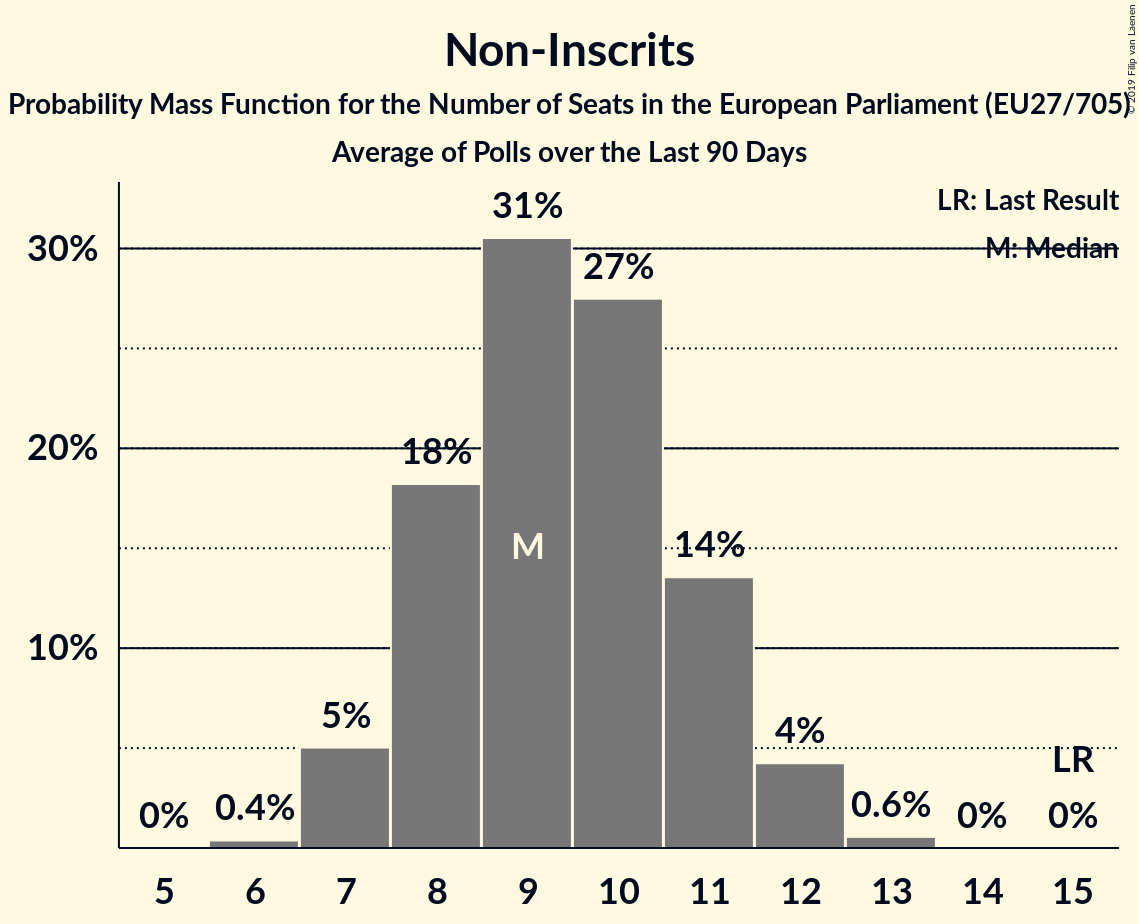 Non-Inscrits
Probability Mass Function for the Number of Seats in the European Parliament (EU27/705)
Average of Polls over the Last 90 Days
© 2019 Filip van Laenen
LR: Last Result
M: Median
30%
20%
10%
0%
0.4%
5%
18%
31%
M
27%
14%
4%
0.6%
0%
LR
0%
5 6 7 8 9 10 11 12 13 14 15